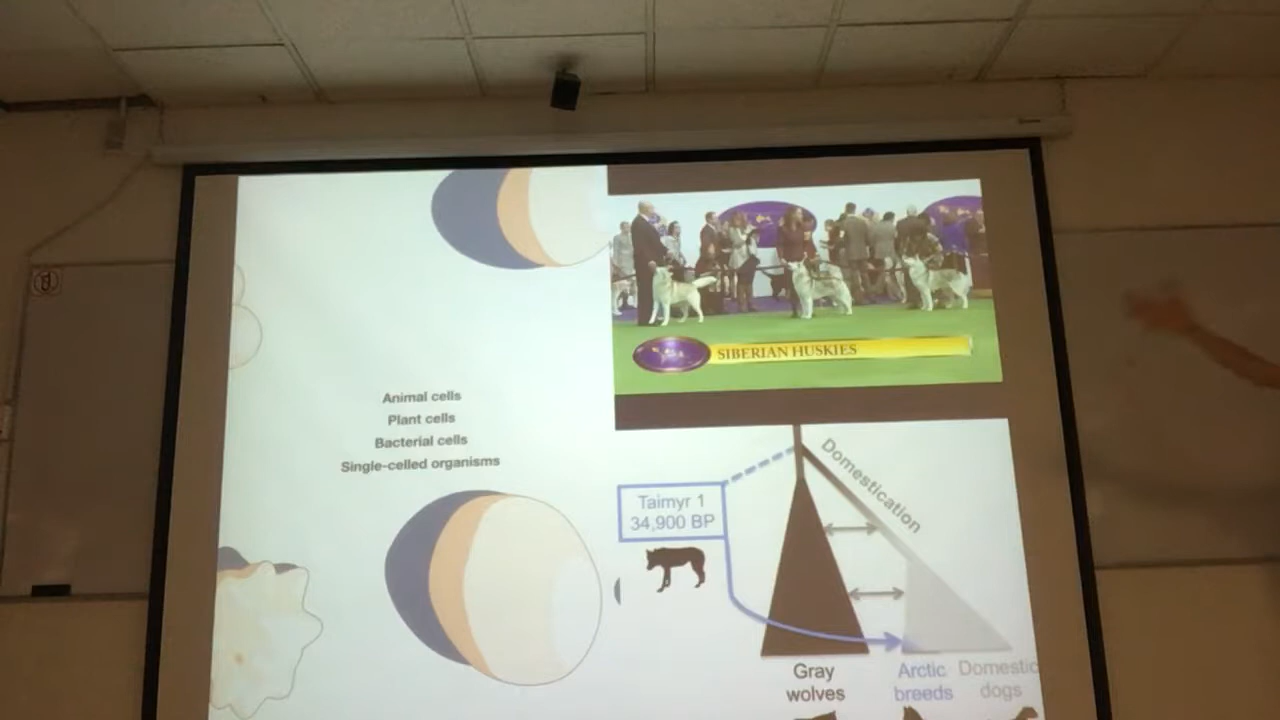 Animal cells
Plant cells
Bacterial cells
Single-celled organisms
SIBERIAN HUSKIES
Domestication
Taimyr 1
34,900 BP
Gray
wolves
Arctic
breeds
Domestic
dogs